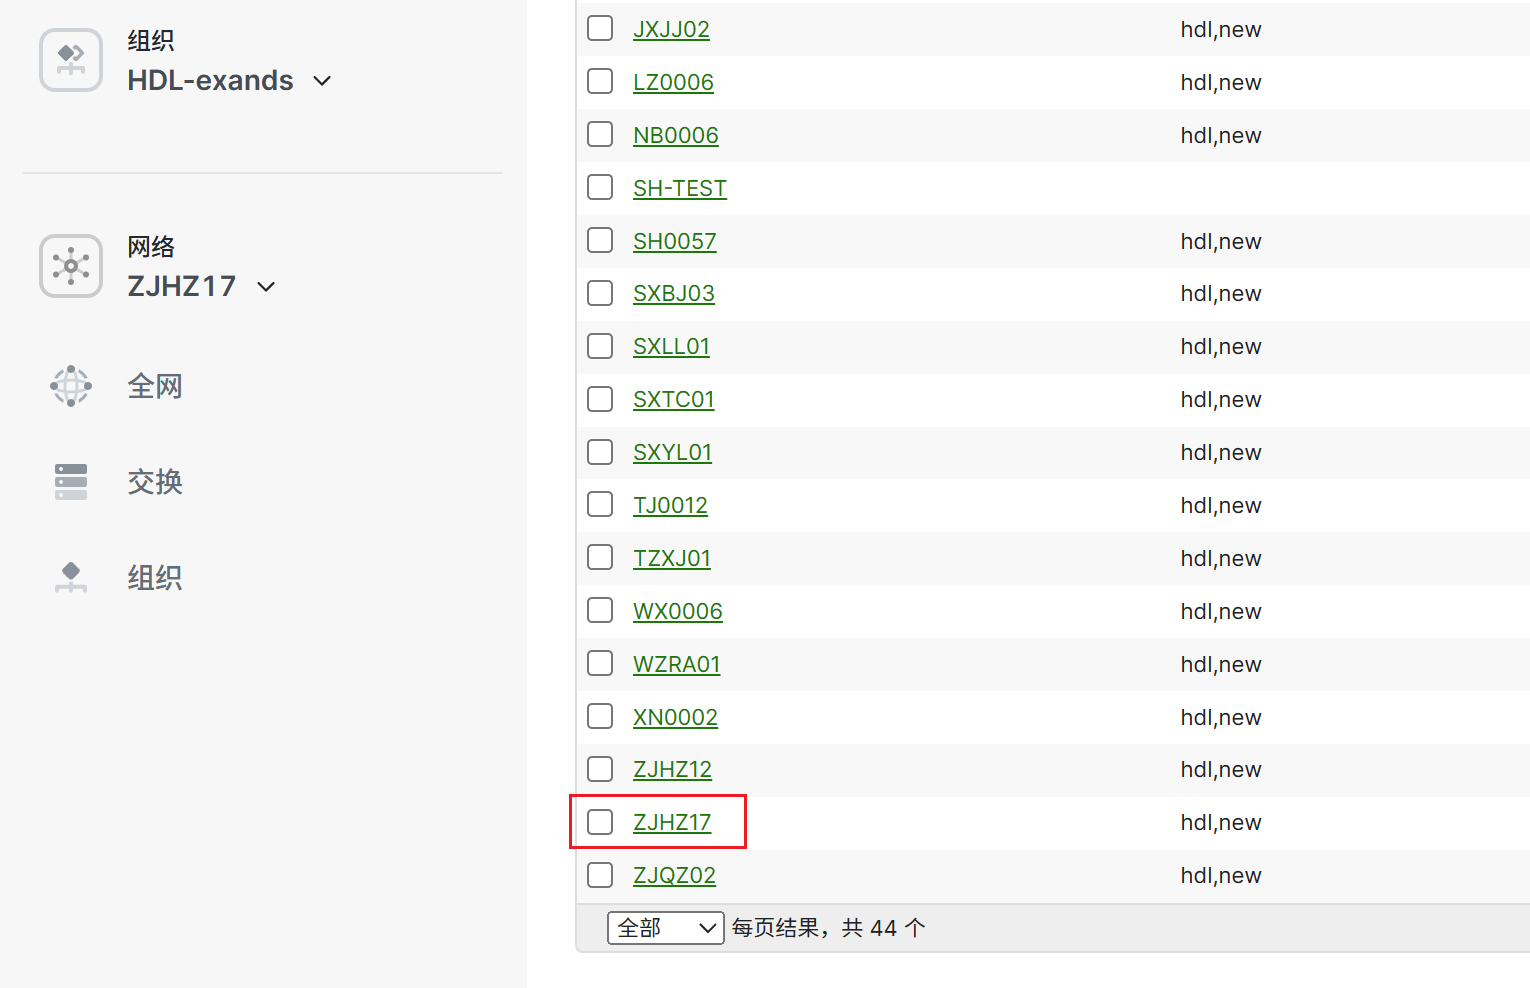 组织
HDL-exands
网络
ZJHZ17
全网
交换
组织
JXJJ02 hdl,new
LZ0006 hdl,new
NB0006 hdl,new
SH-TEST
SH0057 hdl,new
SXBJ03 hdl,new
SXLL01 hdl,new
SXTC01 hdl,new
SXYL01 hdl,new
TJ0012 hdl,new
TZXJ01 hdl,new
WX0006 hdl,new
WZRA01 hdl,new
XN0002 hdl,new
ZJHZ12 hdl,new
ZJHZ17 hdl,new
ZJQZ02 hdl,new
全部 每页结果，共 44 个